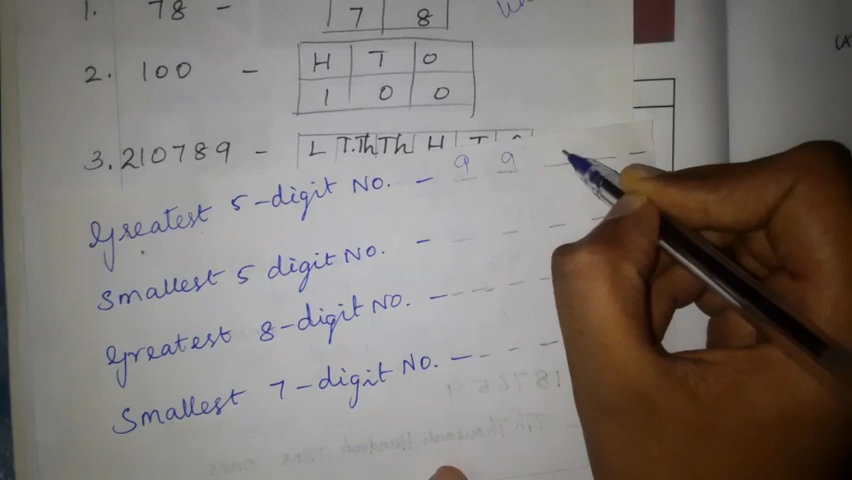 1. 78 - 7 8
2. 100 - H T O
1 0 0
3. 210789 - L T.Th Th H T
Greatest 5-digit No. - 9 9 _ _ _
Smallest 5 digit No. - _ _ _ _
Greatest 8-digit No. - _ _ _ _
Smallest 7-digit No. - _ _ _ _